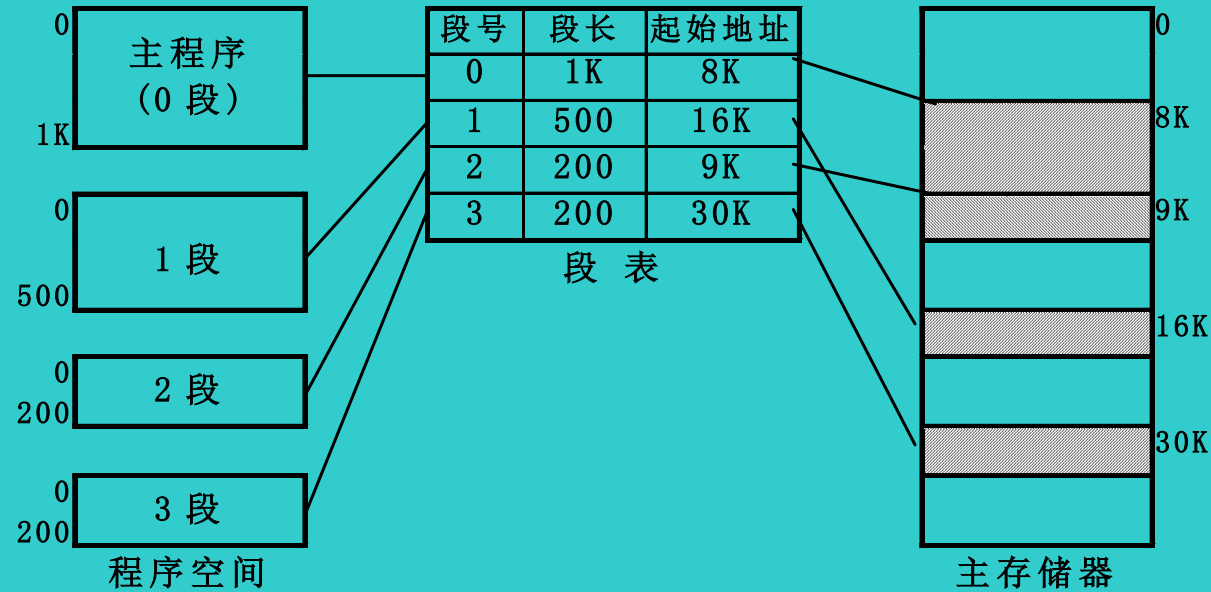 0
主程序
(0 段)
1K
0
1 段
500
0
2 段
200
0
3 段
200
程序空间
段号 段长 起始地址
0 1K 8K
1 500 16K
2 200 9K
3 200 30K
段 表
0
8K
9K
16K
30K
主存储器